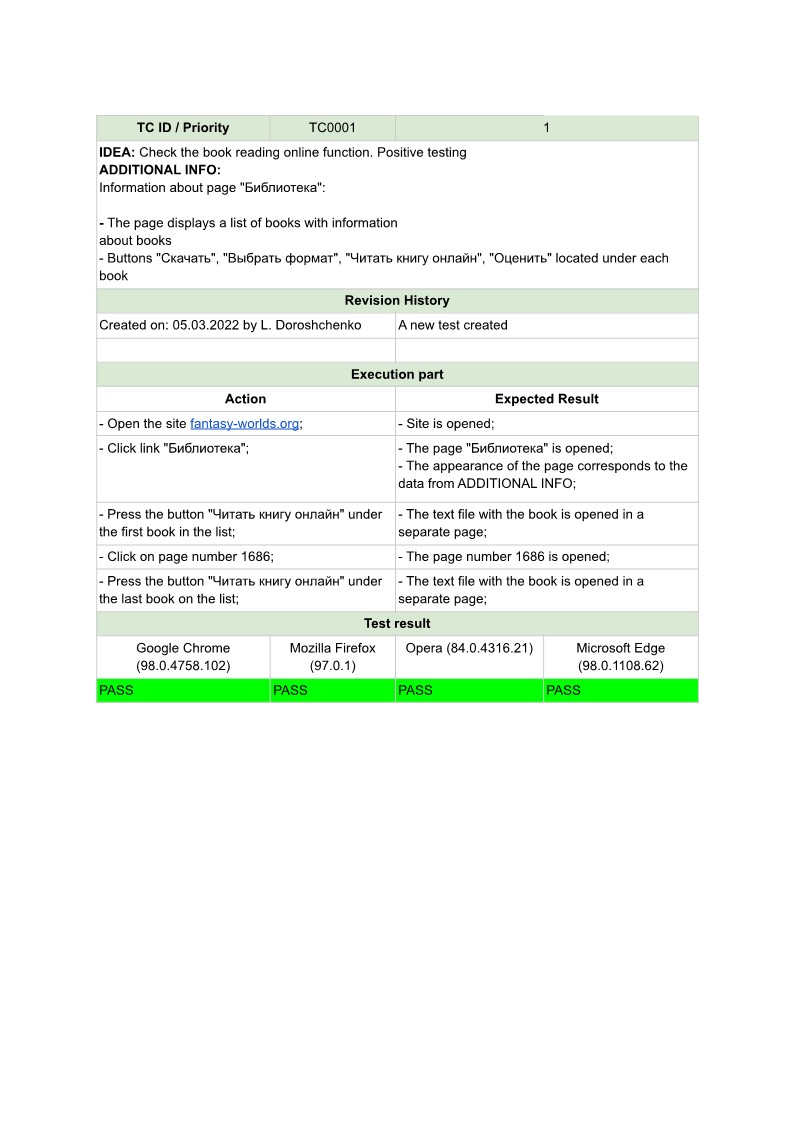 TC ID / Priority TC0001 1
IDEA: Check the book reading online function. Positive testing
ADDITIONAL INFO:
Information about page "Библиотека":
- The page displays a list of books with information
about books
- Buttons "Скачать", "Выбрать формат", "Читать книгу онлайн", "Оценить" located under each
book
Revision History
Created on: 05.03.2022 by L. Doroshchenko A new test created
Execution part
Action Expected Result
- Open the site fantasy-worlds.org; - Site is opened;
- Click link "Библиотека"; - The page "Библиотека" is opened;
- The appearance of the page corresponds to the
data from ADDITIONAL INFO;
- Press the button "Читать книгу онлайн" under
the first book in the list;
- The text file with the book is opened in a
separate page;
- Click on page number 1686; - The page number 1686 is opened;
- Press the button "Читать книгу онлайн" under
the last book on the list;
- The text file with the book is opened in a
separate page;
Test result
Google Chrome
(98.0.4758.102)
Mozilla Firefox
(97.0.1)
Opera (84.0.4316.21)
Microsoft Edge
(98.0.1108.62)
PASS PASS PASS PASS